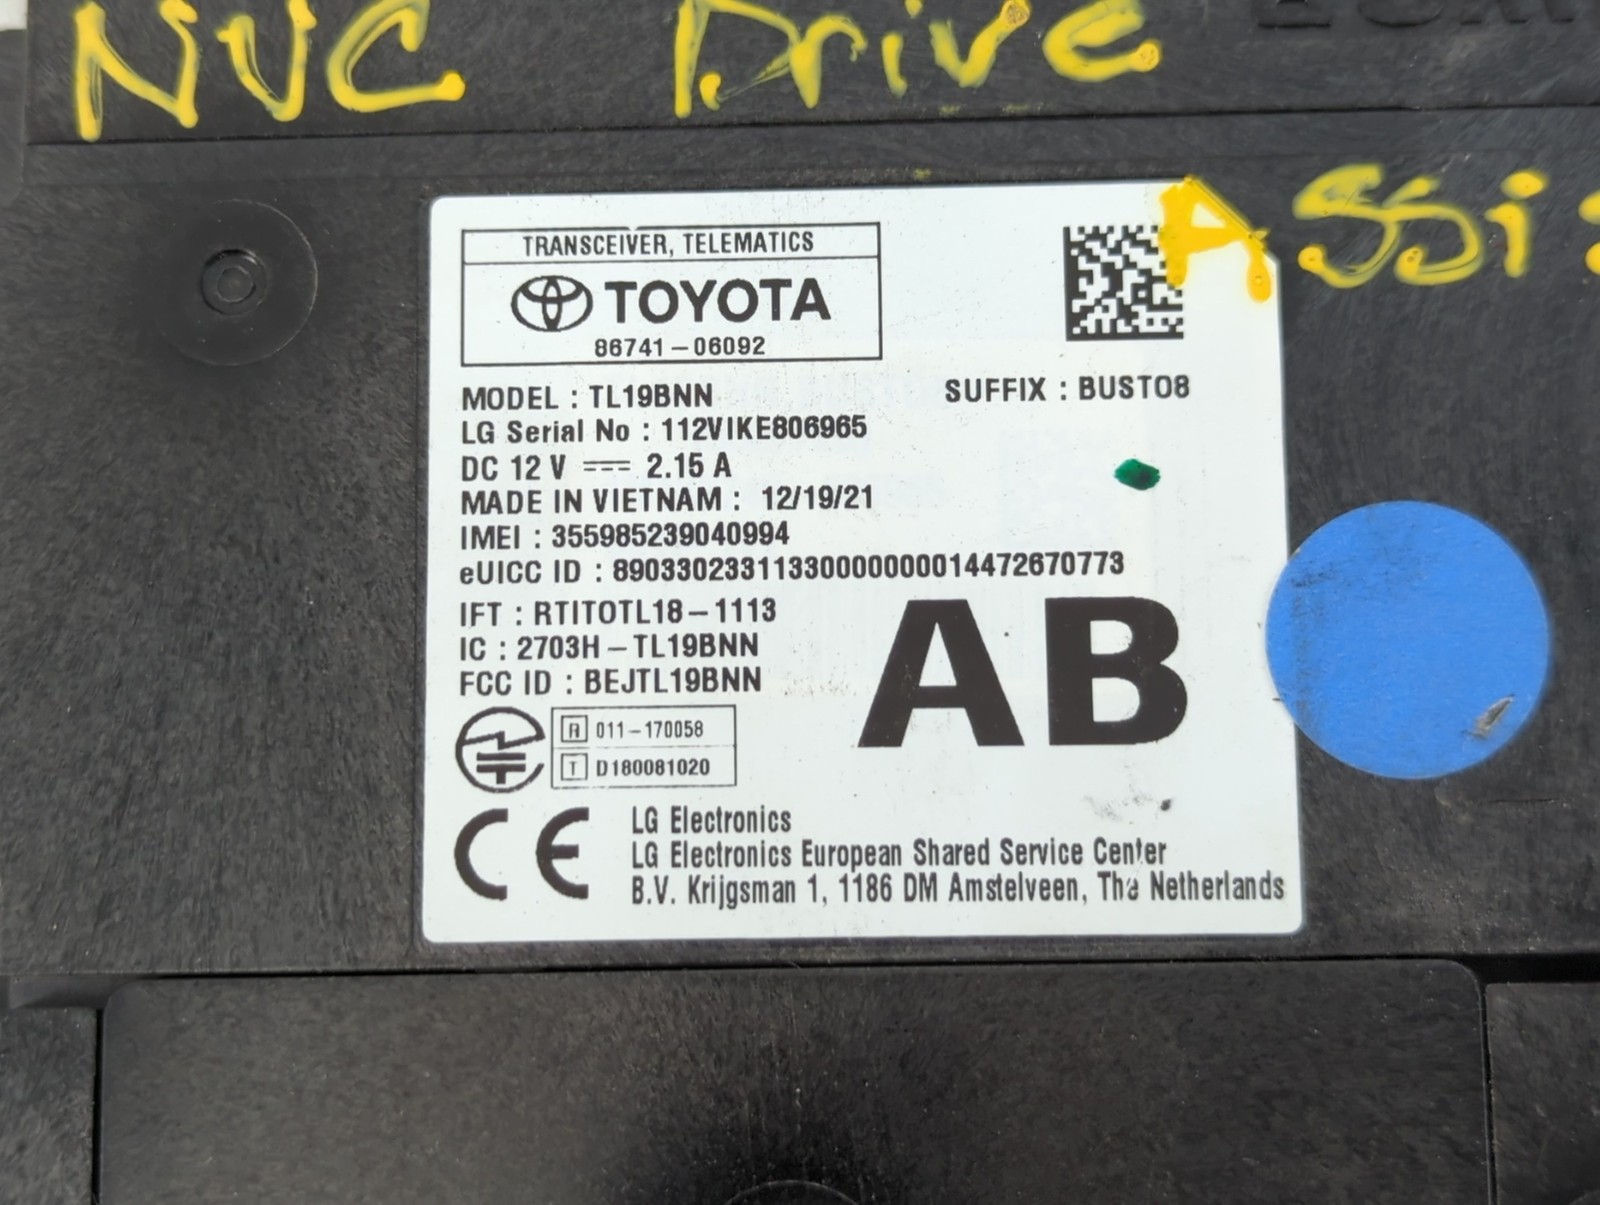 NVC Drive
Assi
TRANSCEIVER, TELEMATICS
TOYOTA
86741-06092
MODEL : TL19BNN
SUFFIX : BUST08
LG Serial No : 112VIKE806965
DC 12 V ⎓ 2.15 A
MADE IN VIETNAM : 12/19/21
IMEI : 355985239040994
eUICC ID : 89033023311330000000014472670773
IFT : RTITOTL18-1113
IC : 2703H-TL19BNN
FCC ID : BEJTL19BNN
AB
R 011-170058
T D180081020
CE
LG Electronics
LG Electronics European Shared Service Center
B.V. Krijgsman 1, 1186 DM Amstelveen, The Netherlands